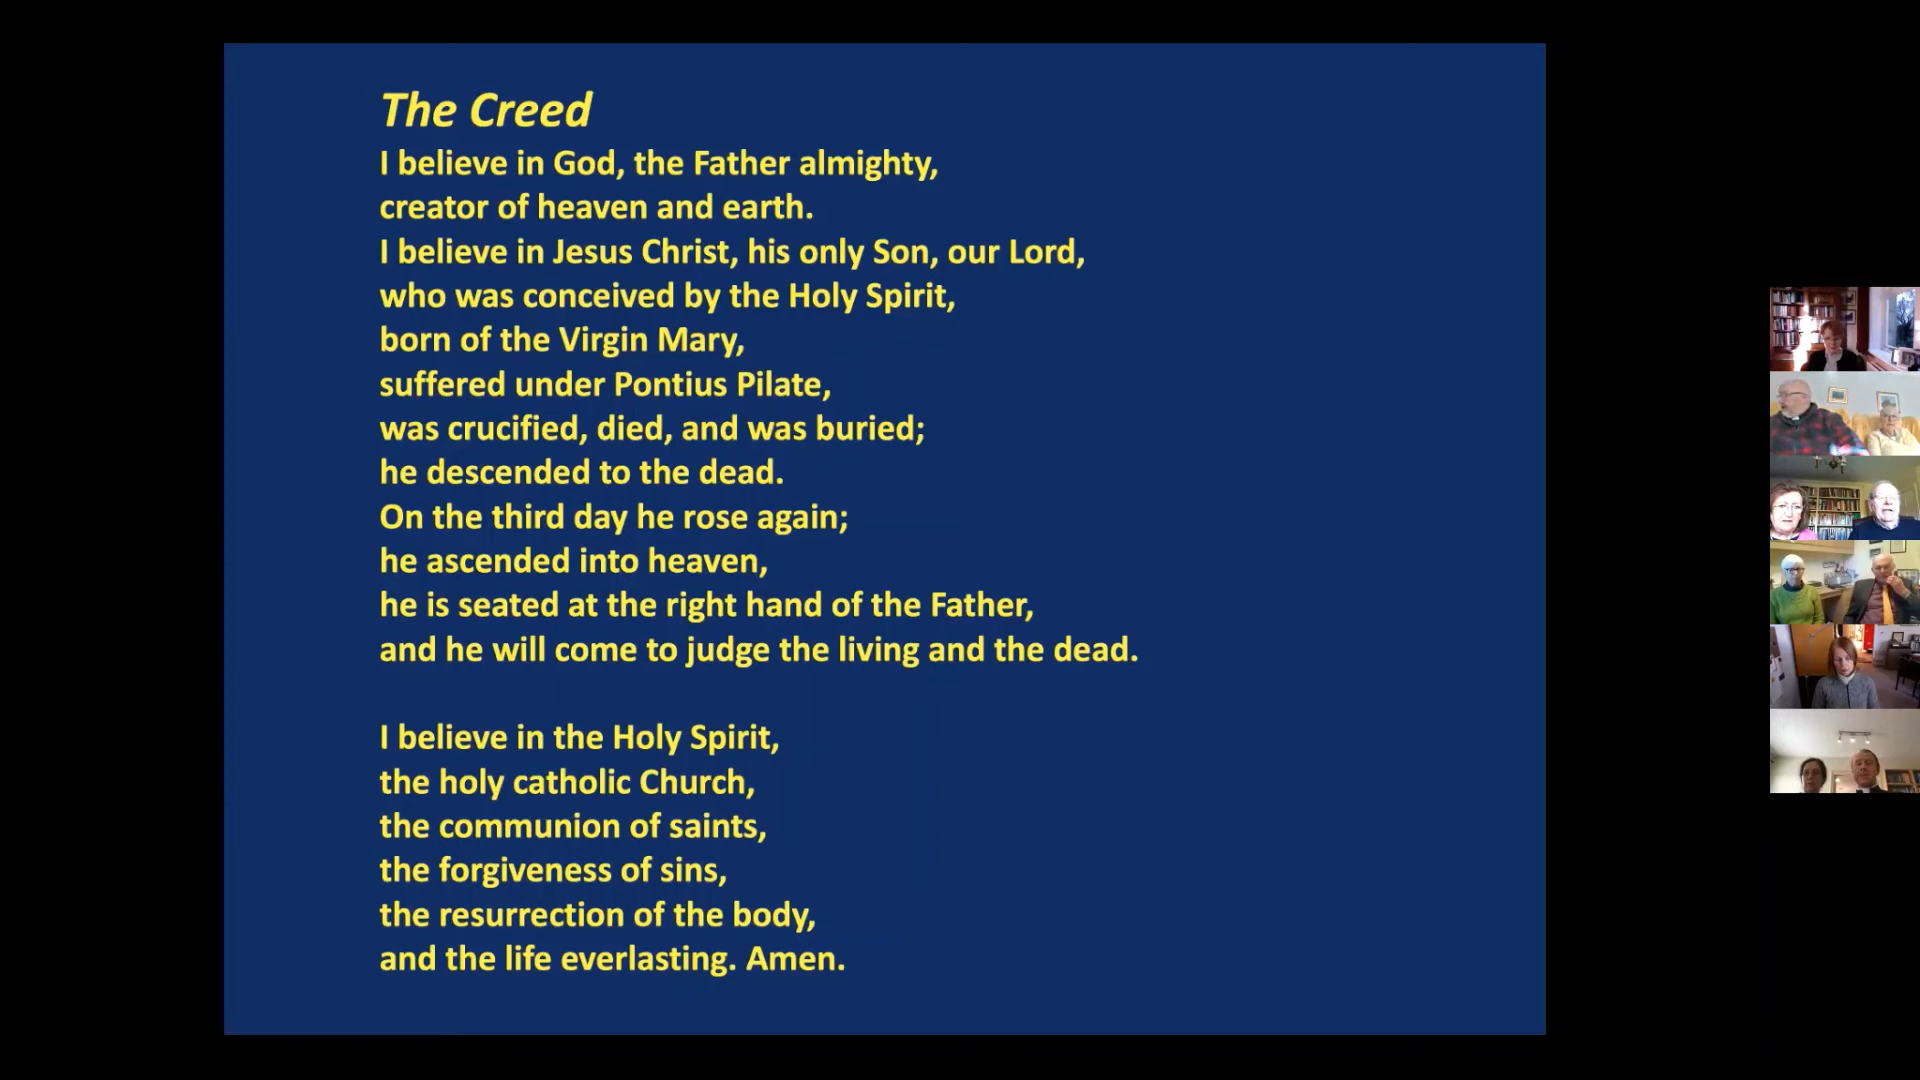 The Creed
I believe in God, the Father almighty,
creator of heaven and earth.
I believe in Jesus Christ, his only Son, our Lord,
who was conceived by the Holy Spirit,
born of the Virgin Mary,
suffered under Pontius Pilate,
was crucified, died, and was buried;
he descended to the dead.
On the third day he rose again;
he ascended into heaven,
he is seated at the right hand of the Father,
and he will come to judge the living and the dead.
I believe in the Holy Spirit,
the holy catholic Church,
the communion of saints,
the forgiveness of sins,
the resurrection of the body,
and the life everlasting. Amen.